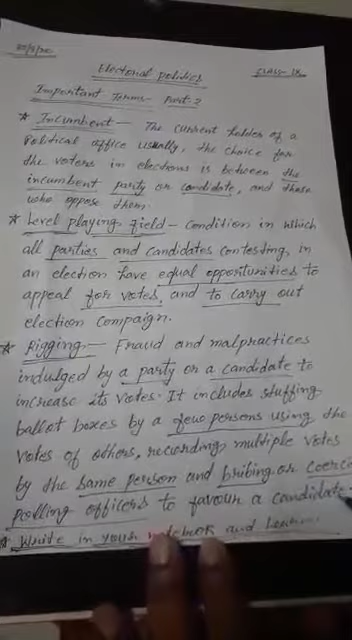 Electoral politics
CLASS- IX
Important Terms- Part-2
* Incumbent - The current holder of a
political office usually, the choice for
the voters in elections is between the
incumbent party or candidate, and those
who oppose them.
* Level playing field - Condition in which
all parties and candidates contesting, in
an election have equal opportunities to
appeal for votes, and to carry out
election campaign.
* Rigging - Fraud and malpractices
indulged by a party or a candidate to
increase its votes. It includes stuffing
ballot boxes by a few persons using the
votes of others, recording multiple votes
by the same person and bribing or coerci
polling officers to favour a candidate.
* Write in your notebook and learn.